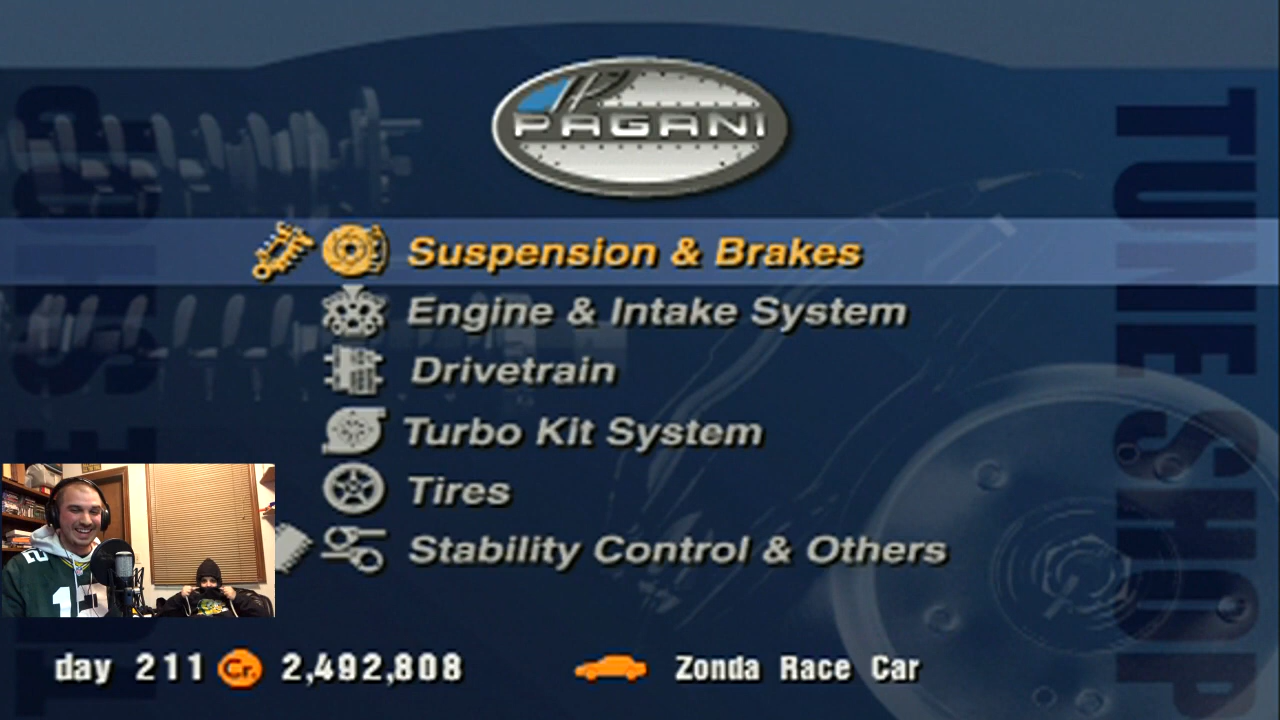 PAGANI
TUNE SHOP
Suspension & Brakes
Engine & Intake System
Drivetrain
Turbo Kit System
Tires
Stability Control & Others
day 211 Cr. 2,492,808
Zonda Race Car